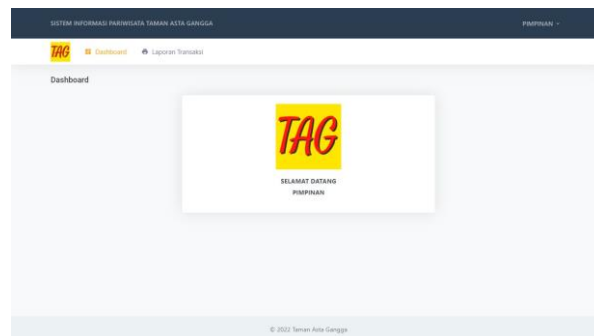 SISTEM INFORMASI PARIWISATA TAMAN ASTA GANGGA
PIMPINAN
TAG
Dashboard
Laporan Transaksi
Dashboard
TAG
SELAMAT DATANG
PIMPINAN
© 2022 Taman Asta Gangga